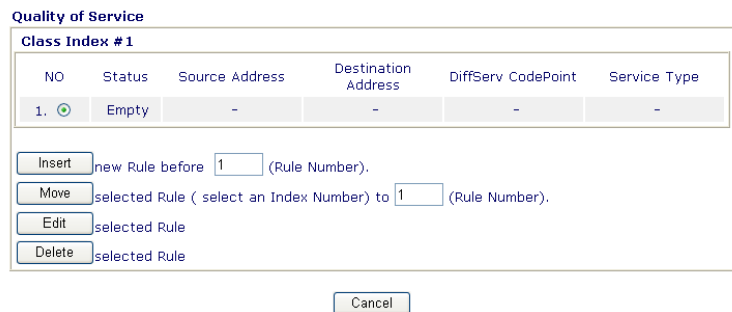 Quality of Service
Class Index #1
NO Status Source Address Destination Address DiffServ CodePoint Service Type
1. Empty - - - -
Insert new Rule before 1 (Rule Number).
Move selected Rule ( select an Index Number) to 1 (Rule Number).
Edit selected Rule
Delete selected Rule
Cancel